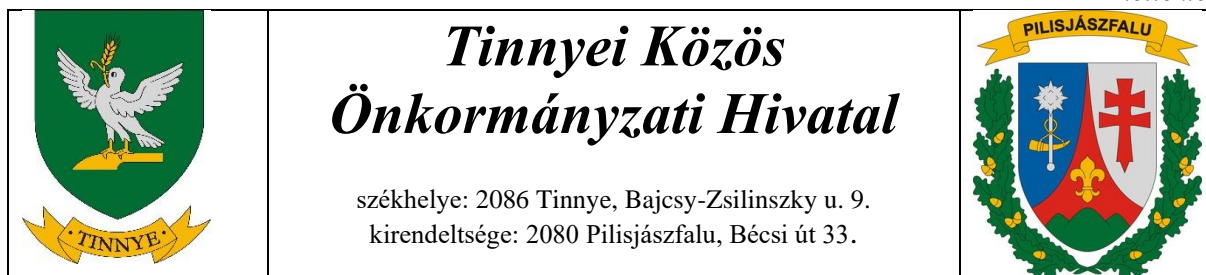 Tinnyei Közös
Önkormányzati Hivatal
székhelye: 2086 Tinnye, Bajcsy-Zsilinszky u. 9.
kirendeltsége: 2080 Pilisjászfalu, Bécsi út 33.
· TINNYE ·
PILISJÁSZFALU